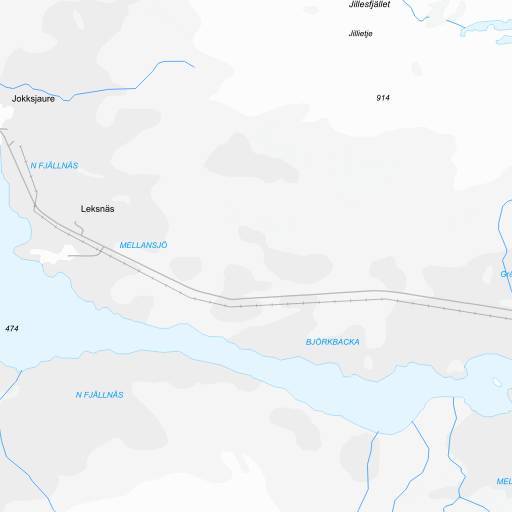 Jillesfjället
Jillietje
914
Jokksjaure
N FJÄLLNÄS
Leksnäs
MELLANSJÖ
474
BJÖRKBACKA
N FJÄLLNÄS